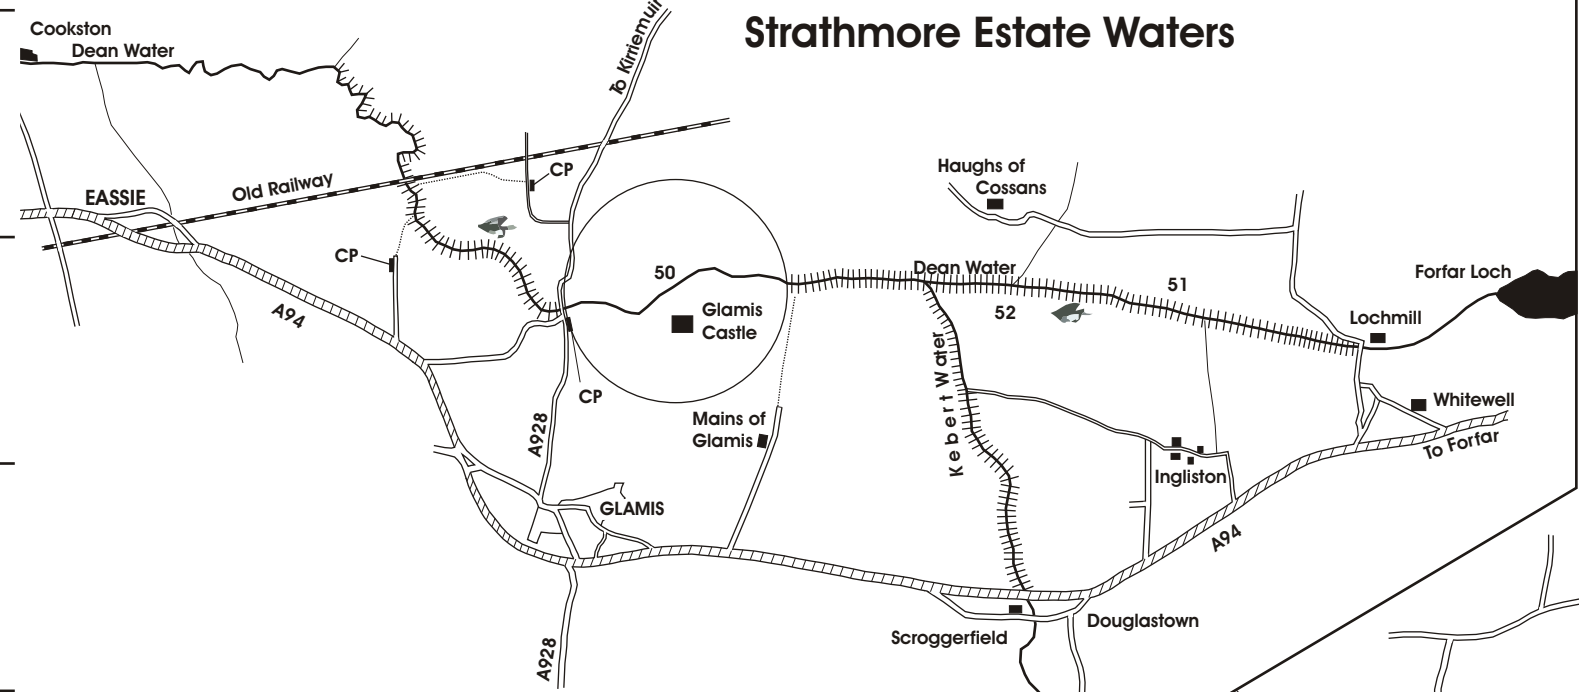 Strathmore Estate Waters
Cookston
Dean Water
To Kirriemuir
CP
Old Railway
EASSIE
CP
A94
50
Glamis
Castle
CP
A928
Mains of
Glamis
GLAMIS
A928
Haughs of
Cossans
Dean Water
51
52
Forfar Loch
Lochmill
Kebert Water
Whitewell
To Forfar
Ingliston
A94
Scroggerfield
Douglastown